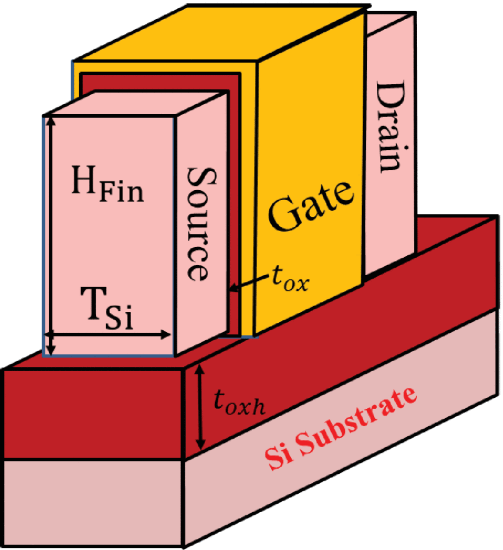 Drain
H_Fin
Source
Gate
t_ox
T_Si
t_oxh
Si Substrate